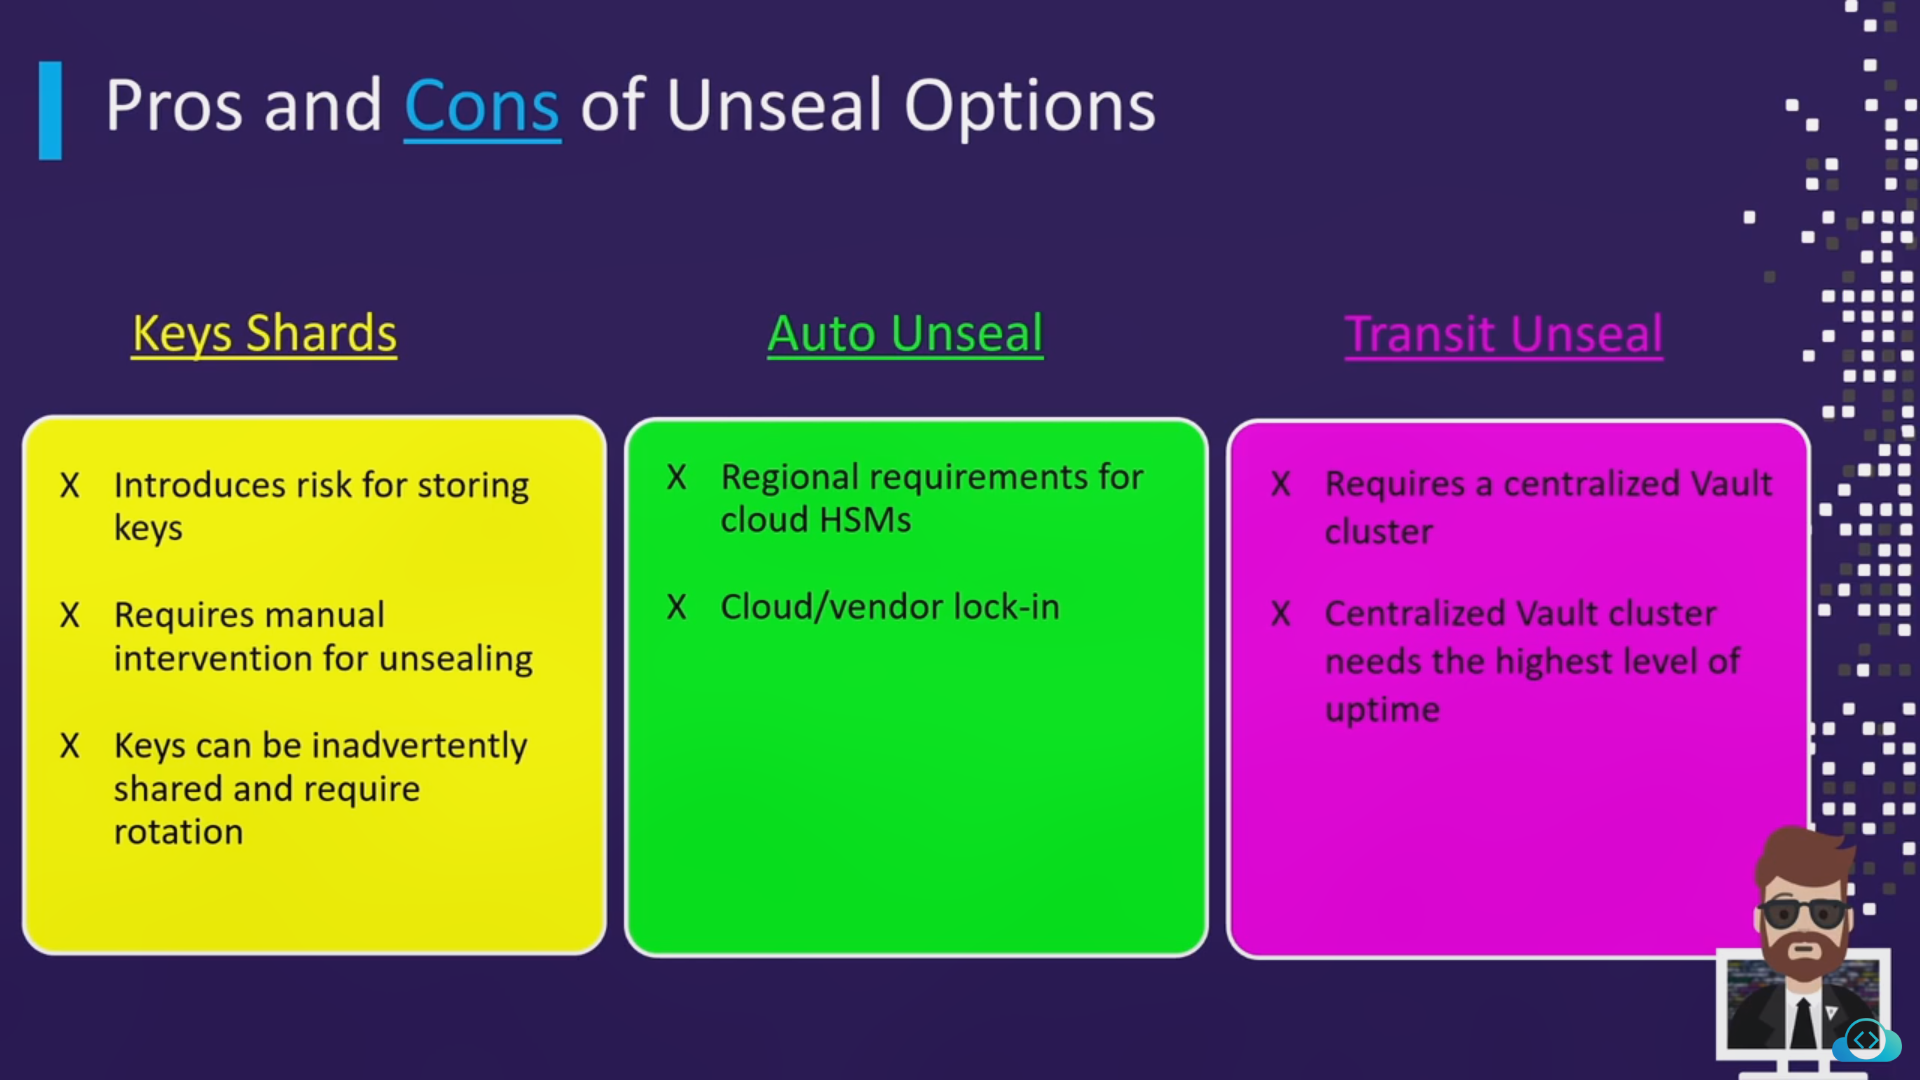 Pros and Cons of Unseal Options
Keys Shards
X Introduces risk for storing
keys
X Requires manual
intervention for unsealing
X Keys can be inadvertently
shared and require
rotation
Auto Unseal
X Regional requirements for
cloud HSMs
X Cloud/vendor lock-in
Transit Unseal
X Requires a centralized Vault
cluster
X Centralized Vault cluster
needs the highest level of
uptime